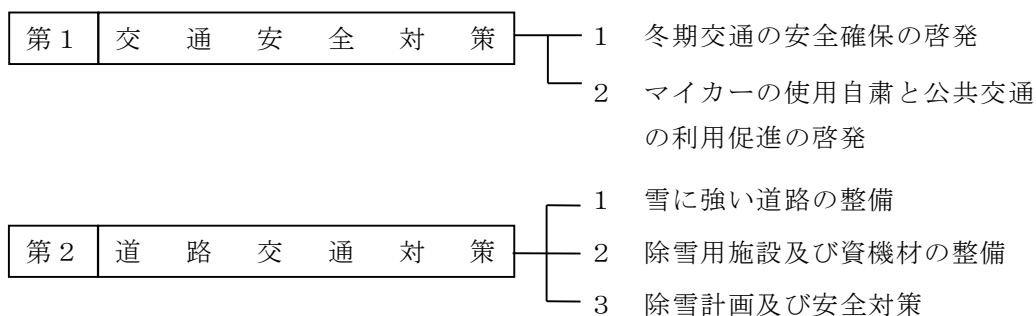 第１ 交通安全対策
１ 冬期交通の安全確保の啓発
２ マイカーの使用自粛と公共交通
の利用促進の啓発
第２ 道路交通対策
１ 雪に強い道路の整備
２ 除雪用施設及び資機材の整備
３ 除雪計画及び安全対策